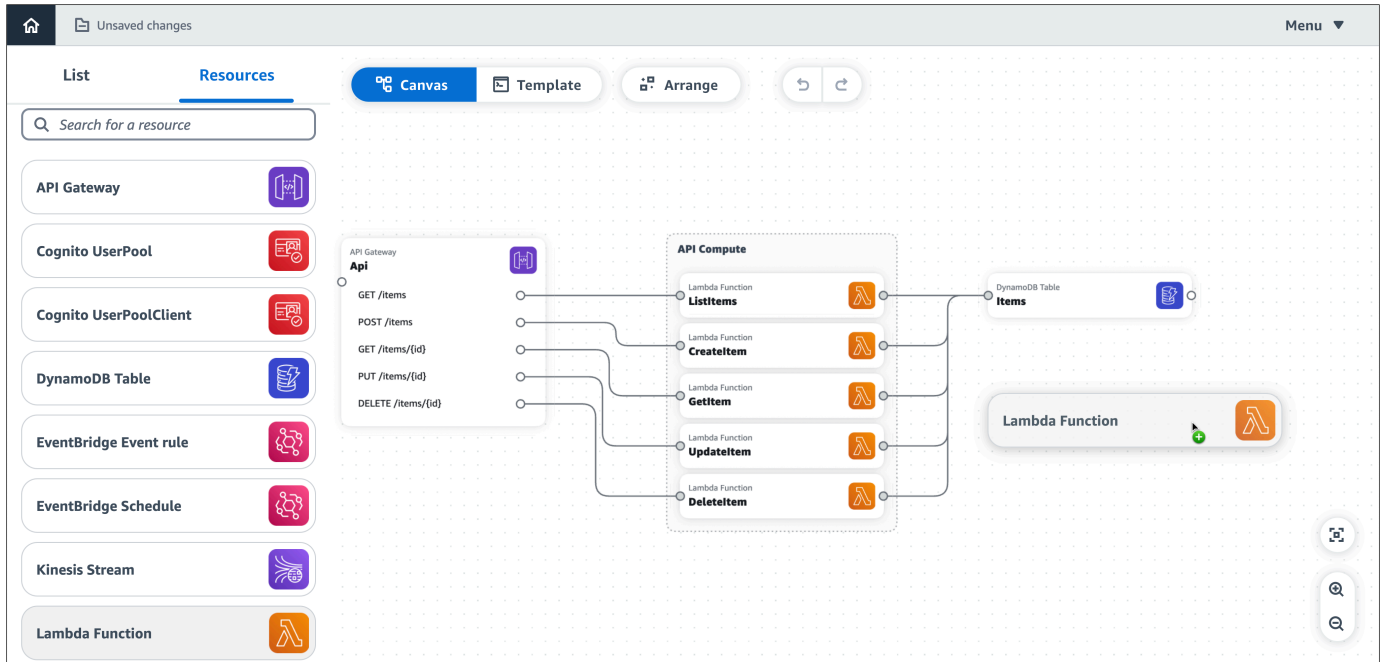 Unsaved changes
Menu
List
Resources
Canvas
Template
Arrange
Search for a resource
API Gateway
Cognito UserPool
Cognito UserPoolClient
DynamoDB Table
EventBridge Event rule
EventBridge Schedule
Kinesis Stream
Lambda Function
API Gateway
Api
GET /items
POST /items
GET /items/{id}
PUT /items/{id}
DELETE /items/{id}
API Compute
Lambda Function
ListItems
Lambda Function
CreateItem
Lambda Function
GetItem
Lambda Function
UpdateItem
Lambda Function
DeleteItem
DynamoDB Table
Items
Lambda Function